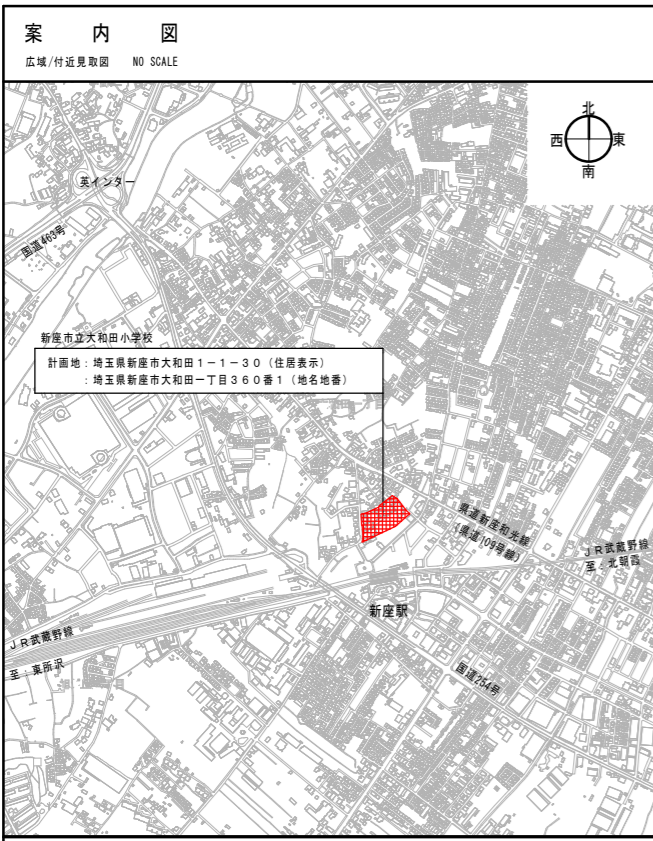 案 内 図
広域/付近見取図 NO SCALE
北
西 東
南
英インター
国道463号
新座市立大和田小学校
計画地：埼玉県新座市大和田１－１－３０（住居表示）
：埼玉県新座市大和田一丁目３６０番１（地名地番）
県道新座和光線
（県道109号線）
ＪＲ武蔵野線
至：北朝霞
新座駅
ＪＲ武蔵野線
至：東所沢
国道254号